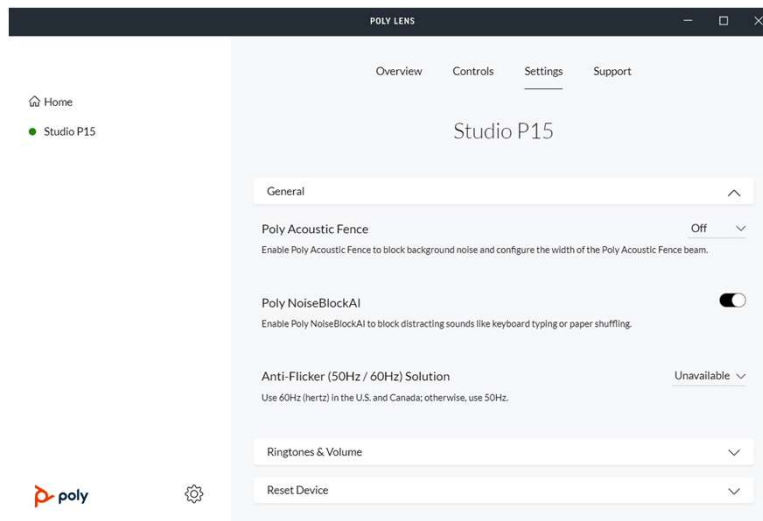 POLY LENS
Overview Controls Settings Support
Home
Studio P15
Studio P15
General
Poly Acoustic Fence Off
Enable Poly Acoustic Fence to block background noise and configure the width of the Poly Acoustic Fence beam.
Poly NoiseBlockAI
Enable Poly NoiseBlockAI to block distracting sounds like keyboard typing or paper shuffling.
Anti-Flicker (50Hz / 60Hz) Solution Unavailable
Use 60Hz (hertz) in the U.S. and Canada; otherwise, use 50Hz.
Ringtones & Volume
Reset Device
poly